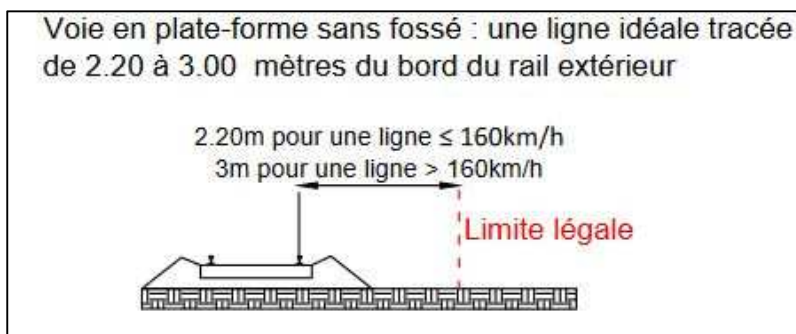 Voie en plate-forme sans fossé : une ligne idéale tracée
de 2.20 à 3.00 mètres du bord du rail extérieur
2.20m pour une ligne ≤ 160km/h
3m pour une ligne > 160km/h
Limite légale